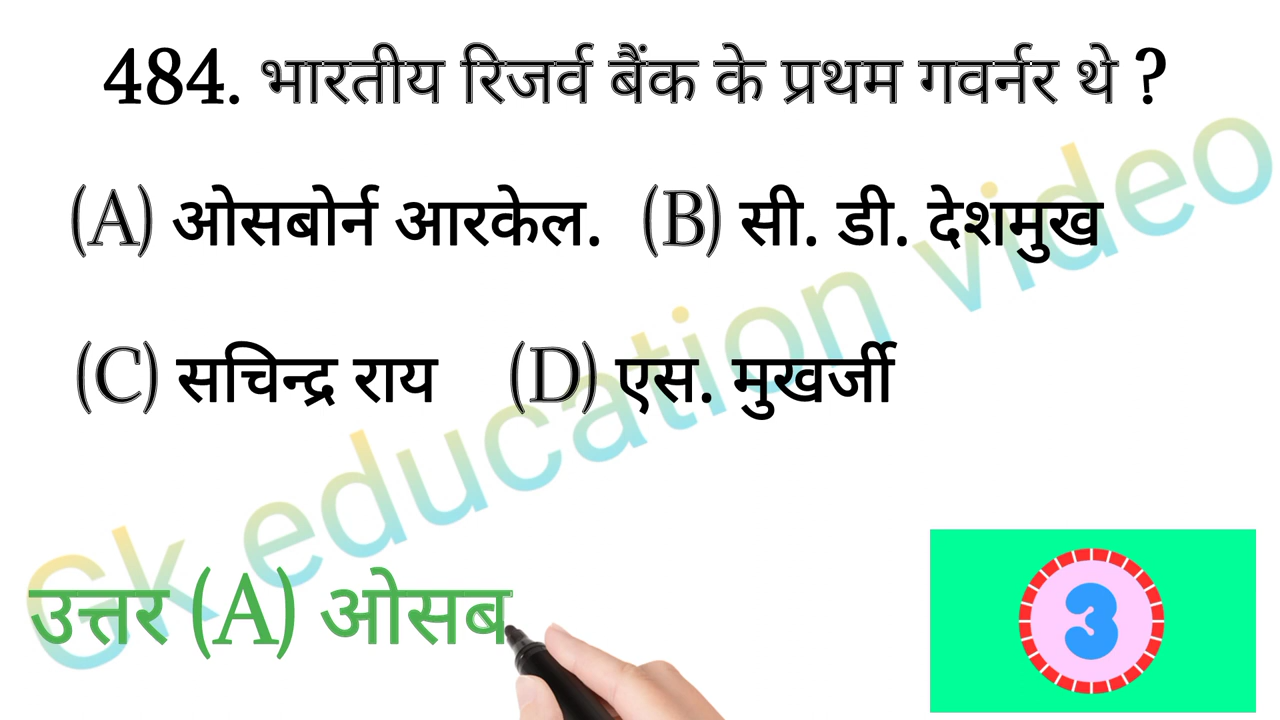 484. भारतीय रिजर्व बैंक के प्रथम गवर्नर थे ?
(A) ओसबोर्न आरकेल. (B) सी. डी. देशमुख
(C) सचिन्द्र राय (D) एस. मुखर्जी
Gk education video
उत्तर (A) ओसब
3